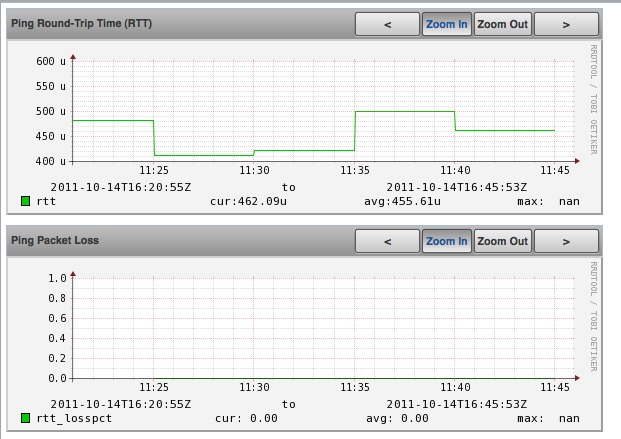 Ping Round-Trip Time (RTT) < Zoom In Zoom Out >
600 u
550 u
500 u
450 u
400 u
11:25 11:30 11:35 11:40 11:45
2011-10-14T16:20:55Z to 2011-10-14T16:45:53Z
rtt cur:462.09u avg:455.61u max: nan
RRDTOOL / TOBI OETIKER
Ping Packet Loss < Zoom In Zoom Out >
1.0
0.8
0.6
0.4
0.2
0.0
11:25 11:30 11:35 11:40 11:45
2011-10-14T16:20:55Z to 2011-10-14T16:45:53Z
rtt_losspct cur: 0.00 avg: 0.00 max: nan
RRDTOOL / TOBI OETIKER